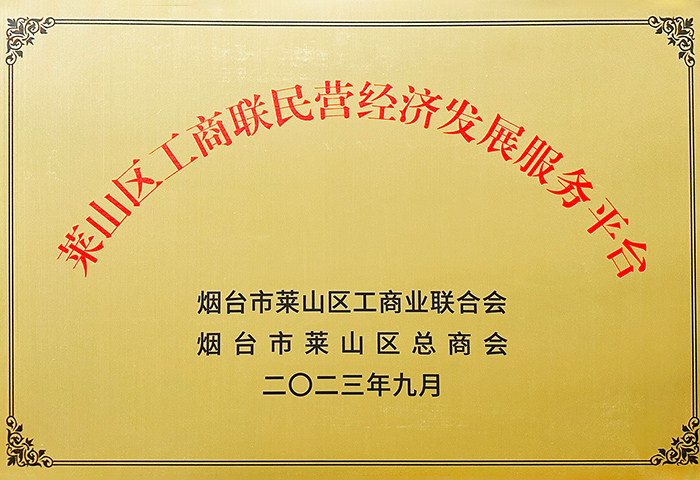 莱山区工商联民营经济发展服务平台
烟台市莱山区工商业联合会
烟台市莱山区总商会
二〇二三年九月